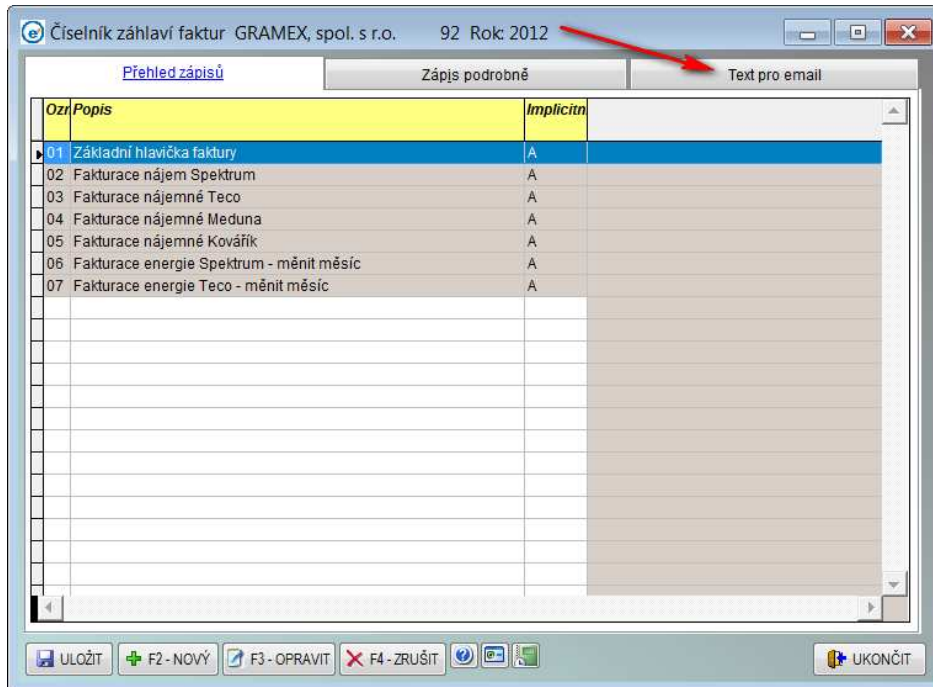 Číselník záhlaví faktur GRAMEX, spol. s r.o. 92 Rok: 2012
Přehled zápisů Zápis podrobně Text pro email
Ozn Popis Implicitn
01 Základní hlavička faktury A
02 Fakturace nájem Spektrum A
03 Fakturace nájemné Teco A
04 Fakturace nájemné Meduna A
05 Fakturace nájemné Kovářík A
06 Fakturace energie Spektrum - měnit měsíc A
07 Fakturace energie Teco - měnit měsíc A
ULOŽIT F2 - NOVÝ F3 - OPRAVIT F4 - ZRUŠIT UKONČIT